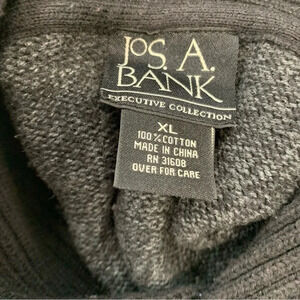 JOS. A.
BANK
EXECUTIVE COLLECTION
XL
100% COTTON
MADE IN CHINA
RN 31608
OVER FOR CARE